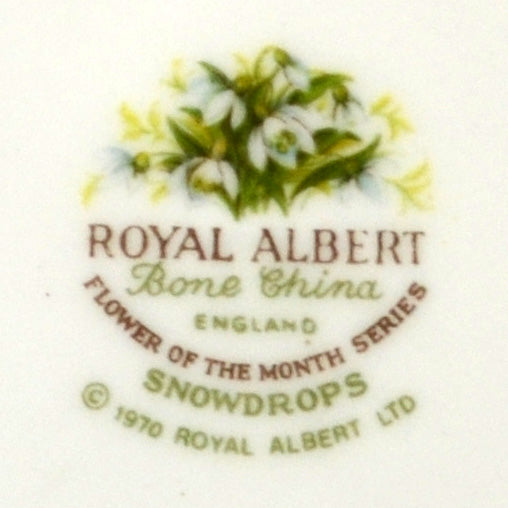 ROYAL ALBERT
Bone China
ENGLAND
FLOWER OF THE MONTH SERIES
SNOWDROPS
© 1970 ROYAL ALBERT LTD